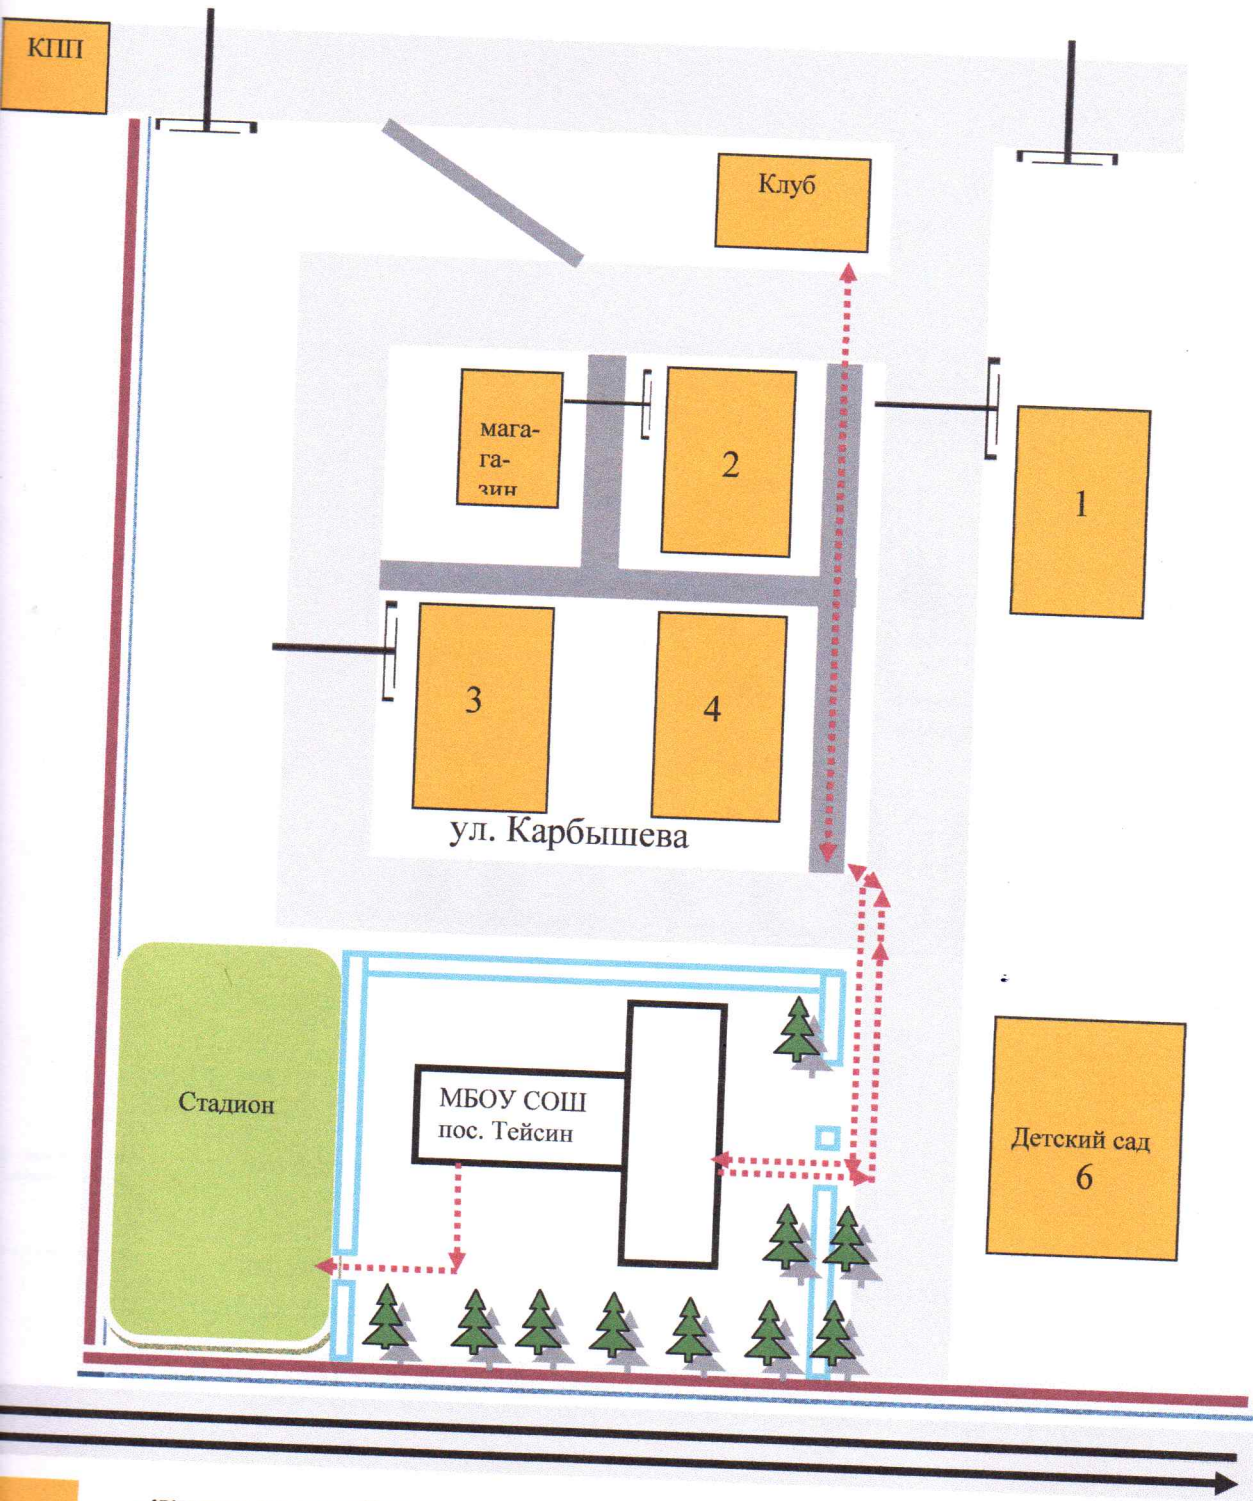 КПП
Клуб
мага-
га-
зин
2
1
3
4
ул. Карбышева
Стадион
МБОУ СОШ
пос. Тейсин
Детский сад
6